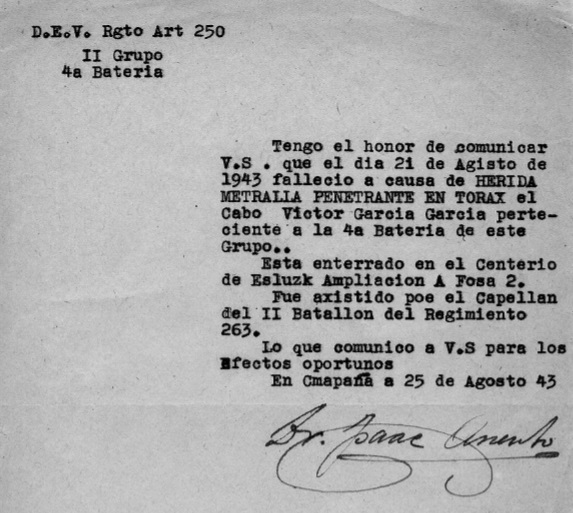 D.E.V. Rgto Art 250
II Grupo
4a Bateria
Tengo el honor de comunicar
V.S . que el dia 21 de Agisto de
1943 fallecio a causa de HERIDA
METRALLA PENETRANTE EN TORAX el
Cabo Victor Garcia Garcia perte-
ciente a la 4a Bateria de este
Grupo..
Esta enterrado en el Centerio
de Esluzk Ampliacion A Fosa 2.
Fue axistido poe el Capellan
del II Batallon del Regimiento
263.
Lo que comunico a V.S para los
efectos oportunos
En Cmapaña a 25 de Agosto 43
Dr. Isaac Anento